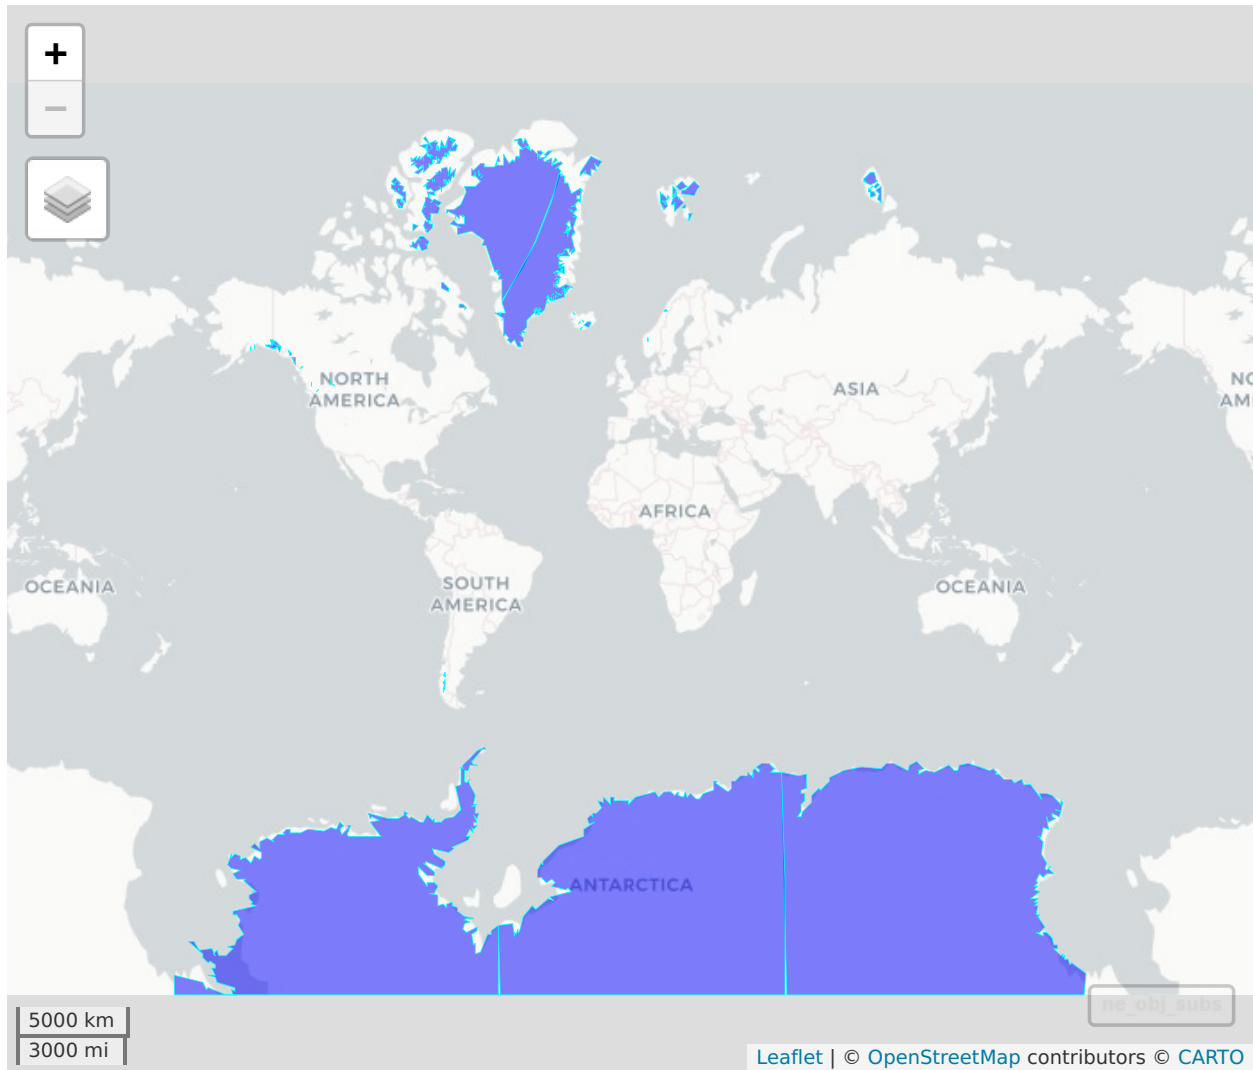 +
−
NORTH
AMERICA
ASIA
NO
AM
AFRICA
OCEANIA
SOUTH
AMERICA
OCEANIA
ANTARCTICA
ne_obj_subs
5000 km
3000 mi
Leaflet | © OpenStreetMap contributors © CARTO